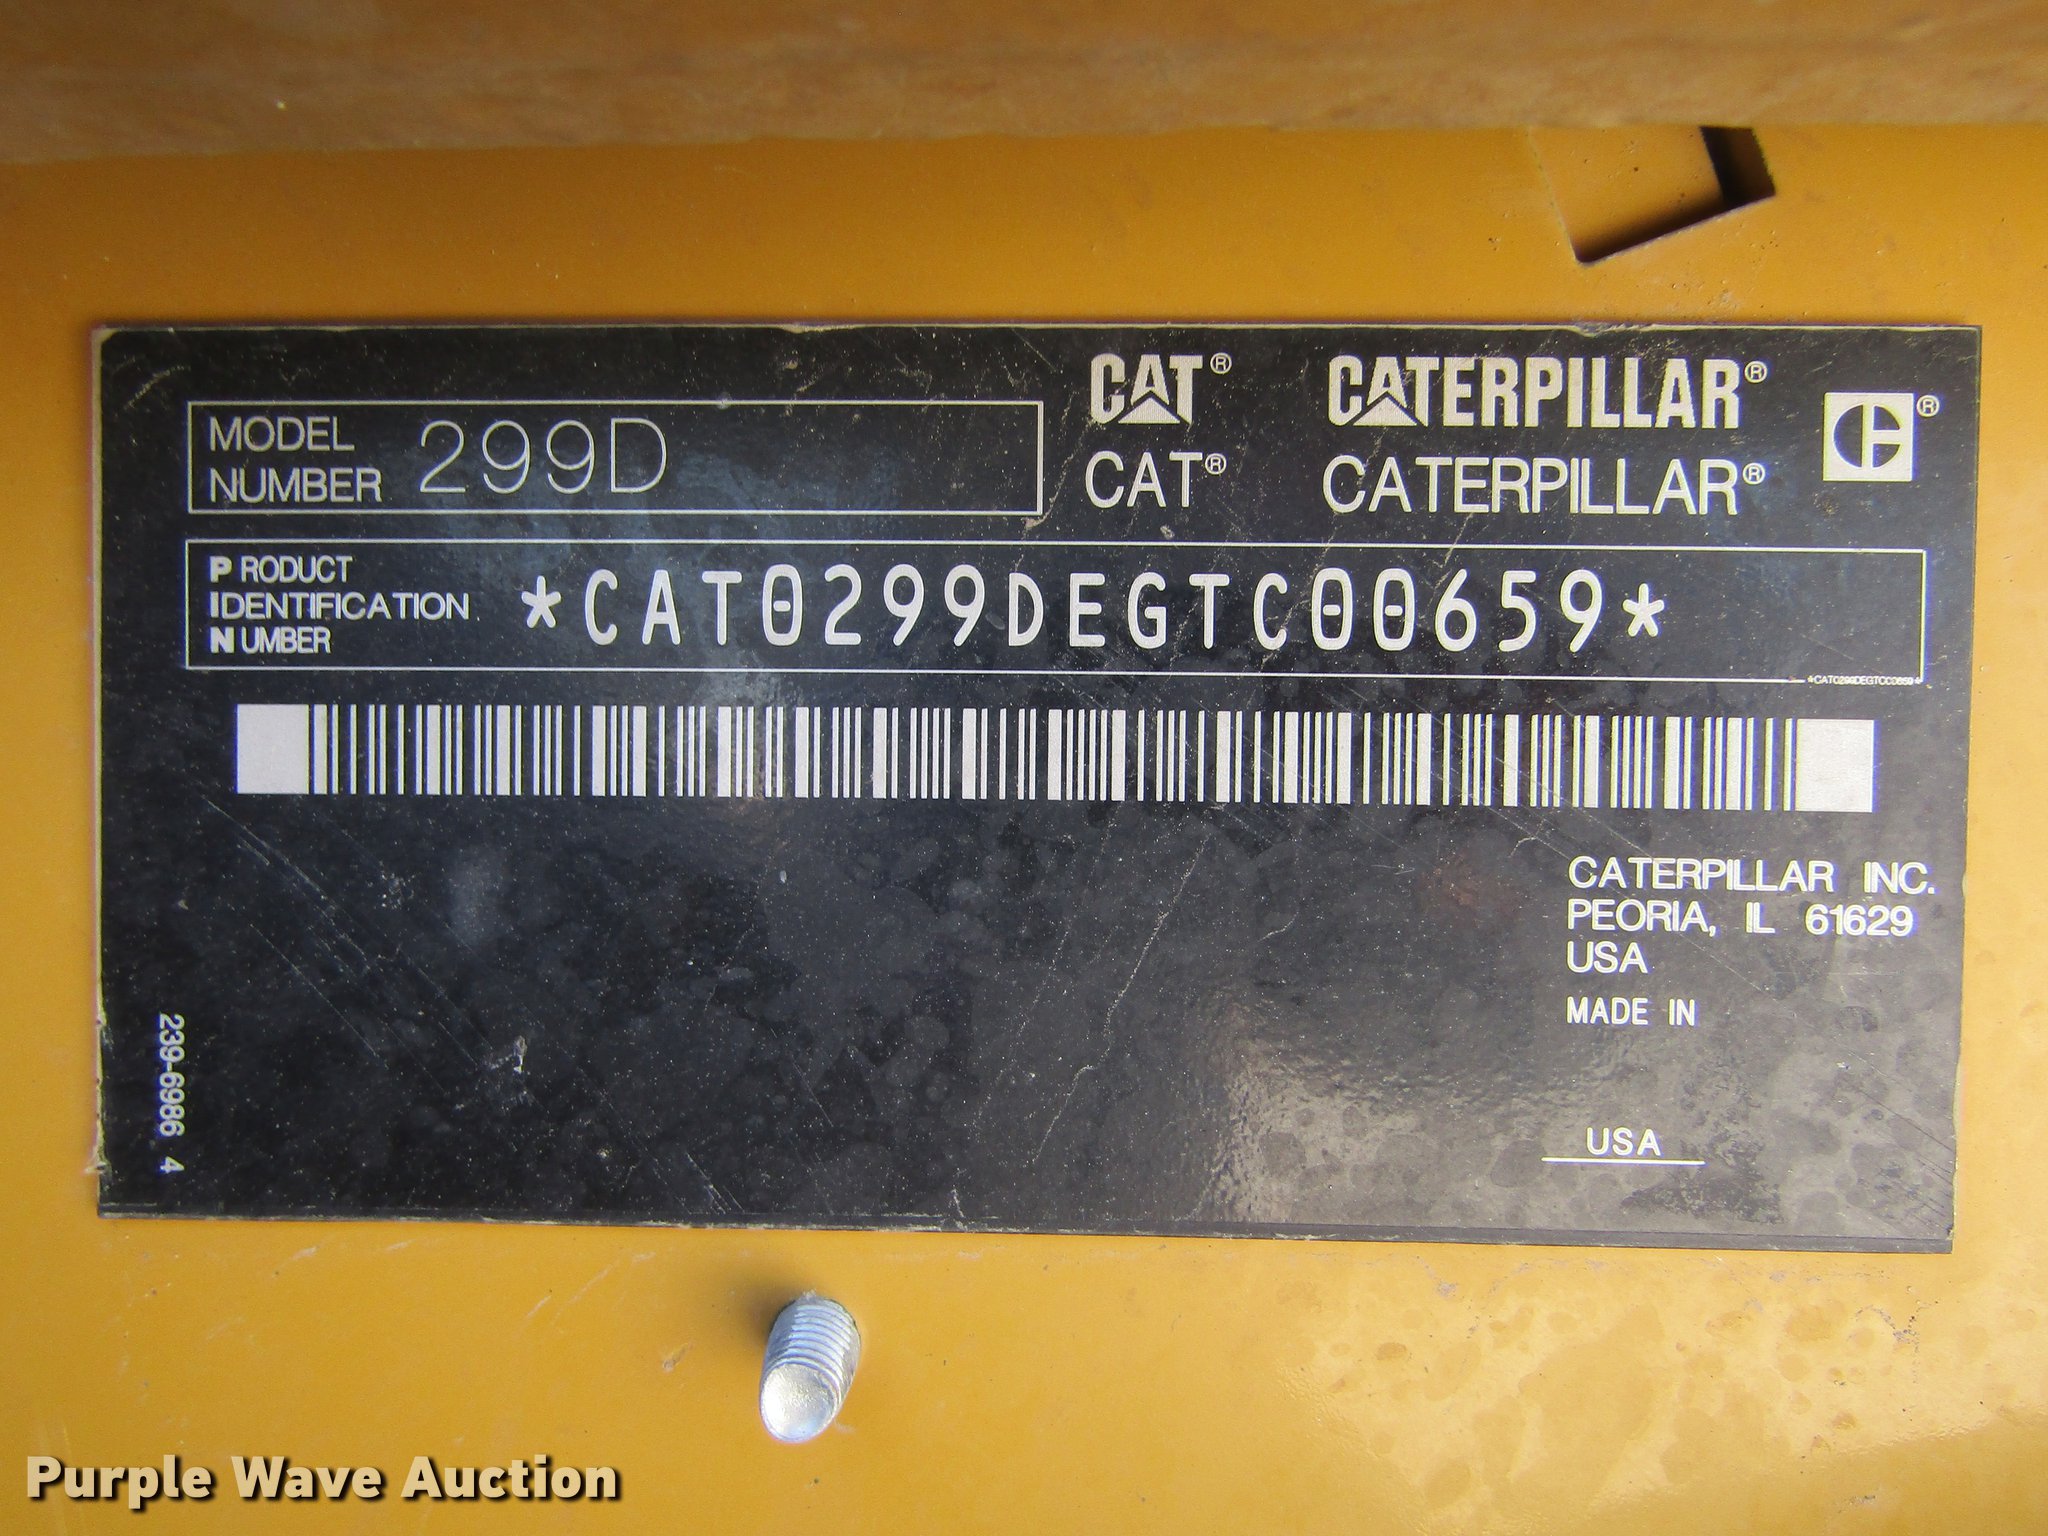 CAT® CATERPILLAR®
CAT® CATERPILLAR®
MODEL NUMBER 299D
PRODUCT IDENTIFICATION NUMBER *CAT0299DEGTC00659*
*CAT0299DEGTC00659*
CATERPILLAR INC.
PEORIA, IL 61629
USA
MADE IN
USA
239-6986 4
Purple Wave Auction